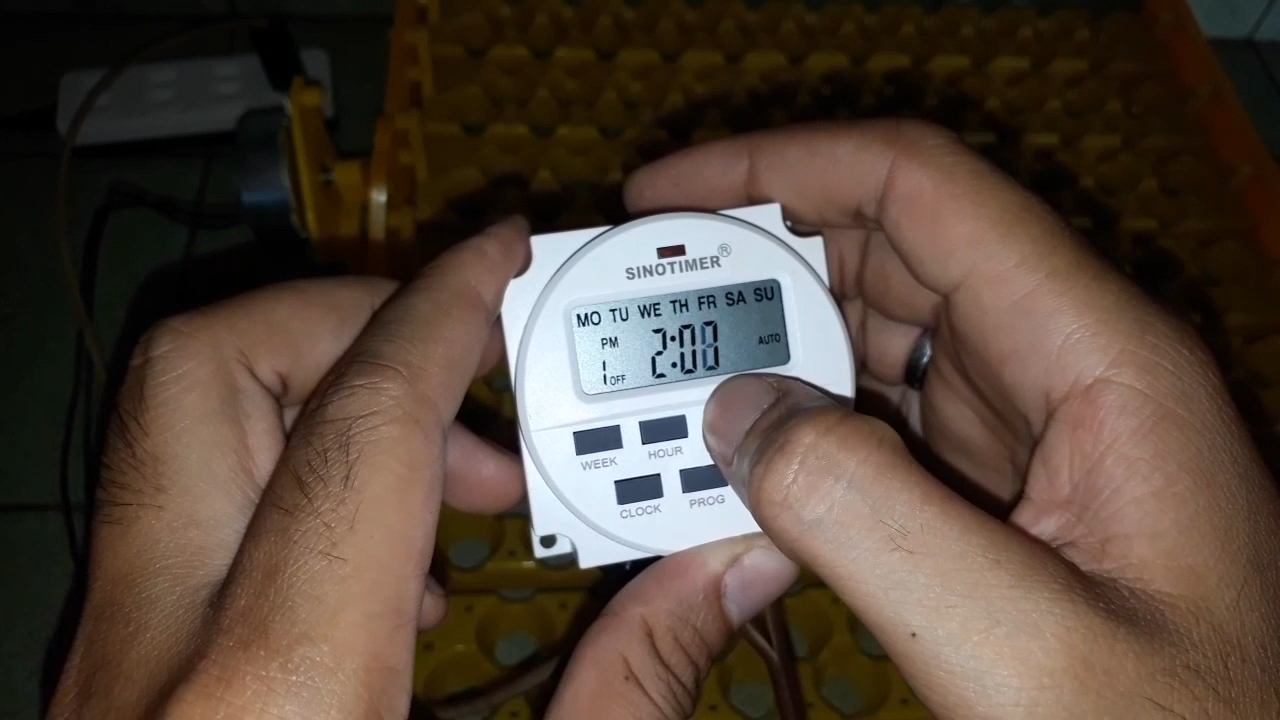 SINOTIMER®
MO TU WE TH FR SA SU
PM 2:08 AUTO
1 OFF
WEEK HOUR
CLOCK PROG